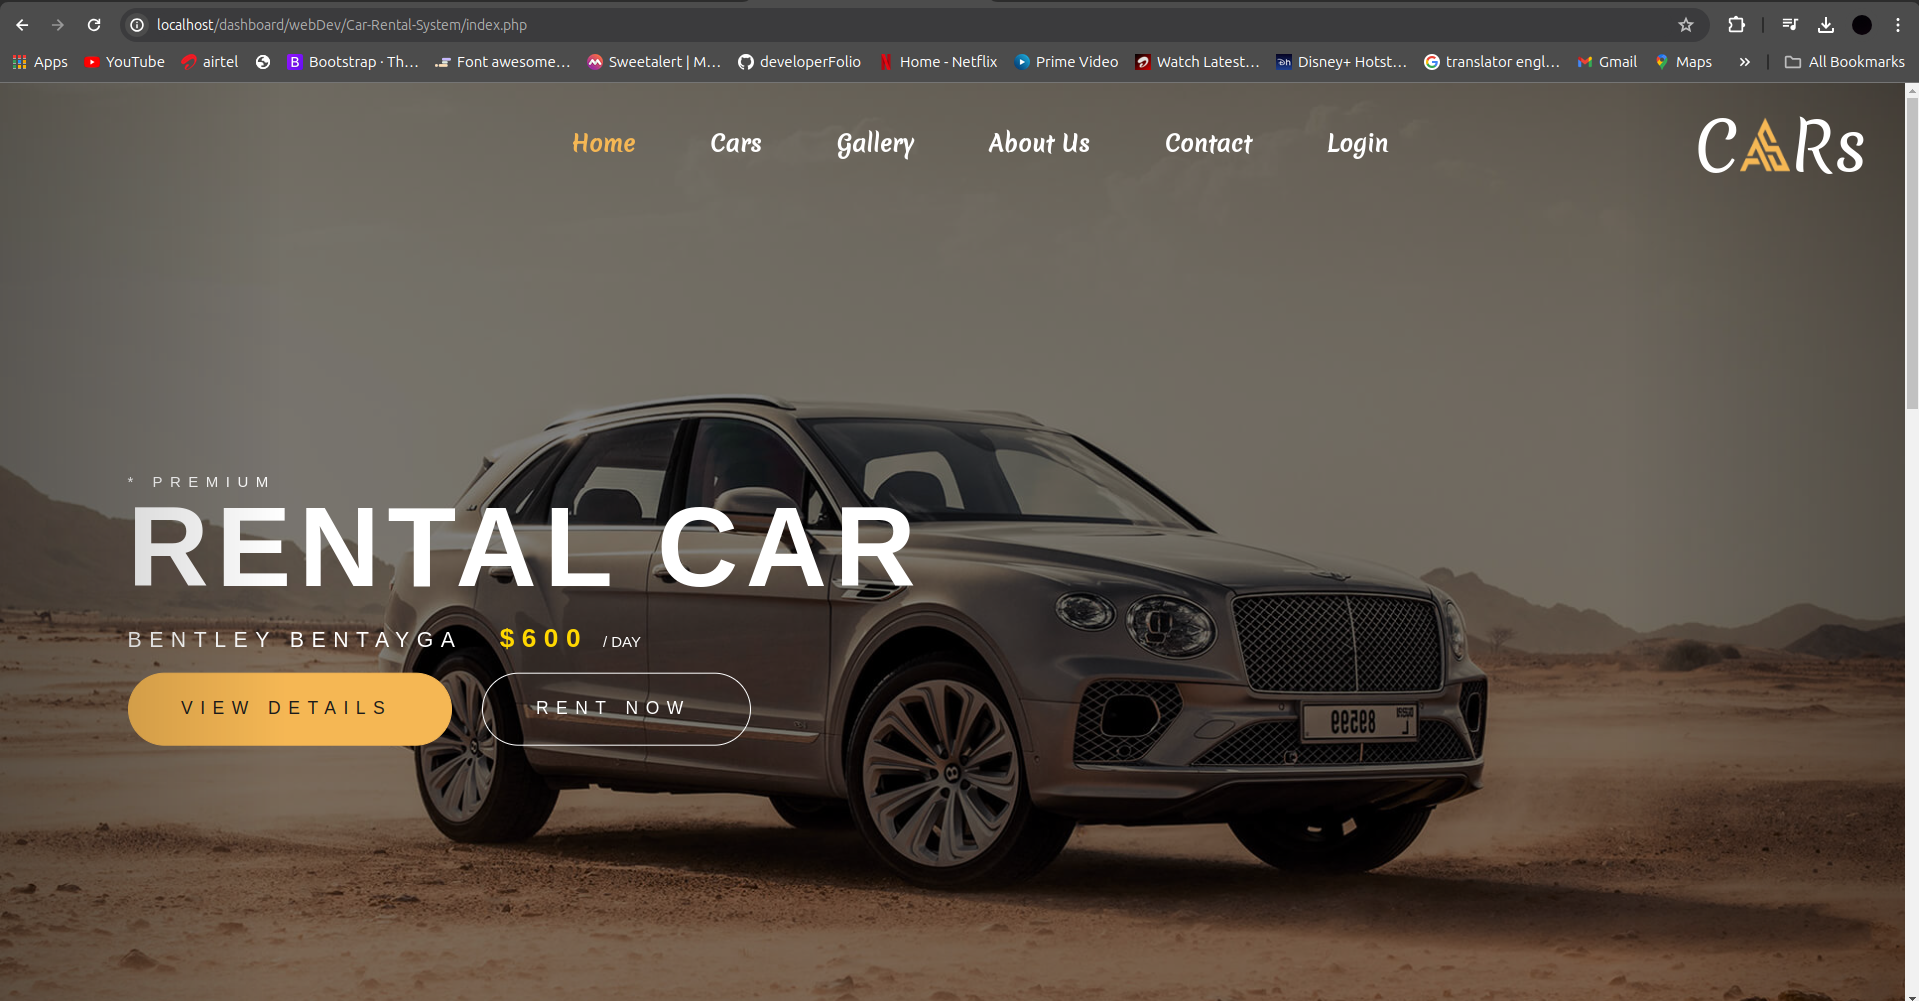 localhost/dashboard/webDev/Car-Rental-System/index.php
Apps YouTube airtel Bootstrap · Th... Font awesome... Sweetalert | M... developerFolio Home - Netflix Prime Video Watch Latest... Disney+ Hotst... translator engl... Gmail Maps » All Bookmarks
Home Cars Gallery About Us Contact Login CARs
* PREMIUM
RENTAL CAR
BENTLEY BENTAYGA $600 / DAY
VIEW DETAILS RENT NOW